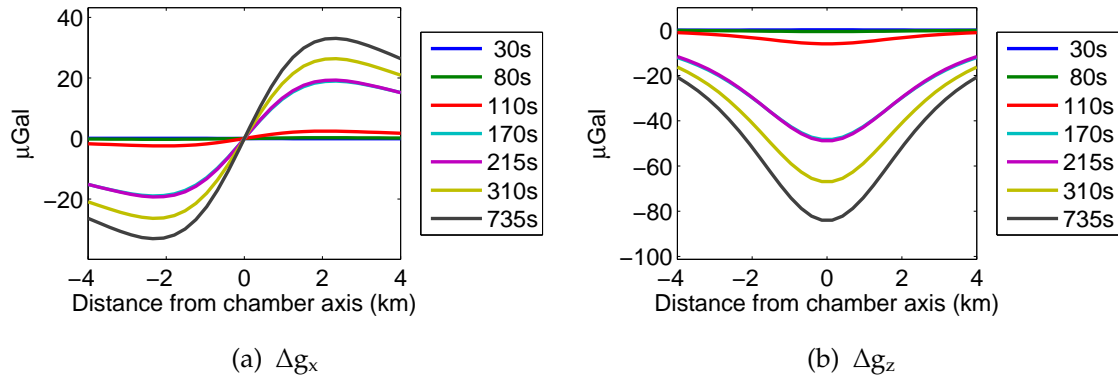 40
20
0
−20
μGal
−4
−2
0
2
4
Distance from chamber axis (km)
30s
80s
110s
170s
215s
310s
735s
(a) Δgx
0
−20
−40
−60
−80
−100
μGal
−4
−2
0
2
4
Distance from chamber axis (km)
30s
80s
110s
170s
215s
310s
735s
(b) Δgz